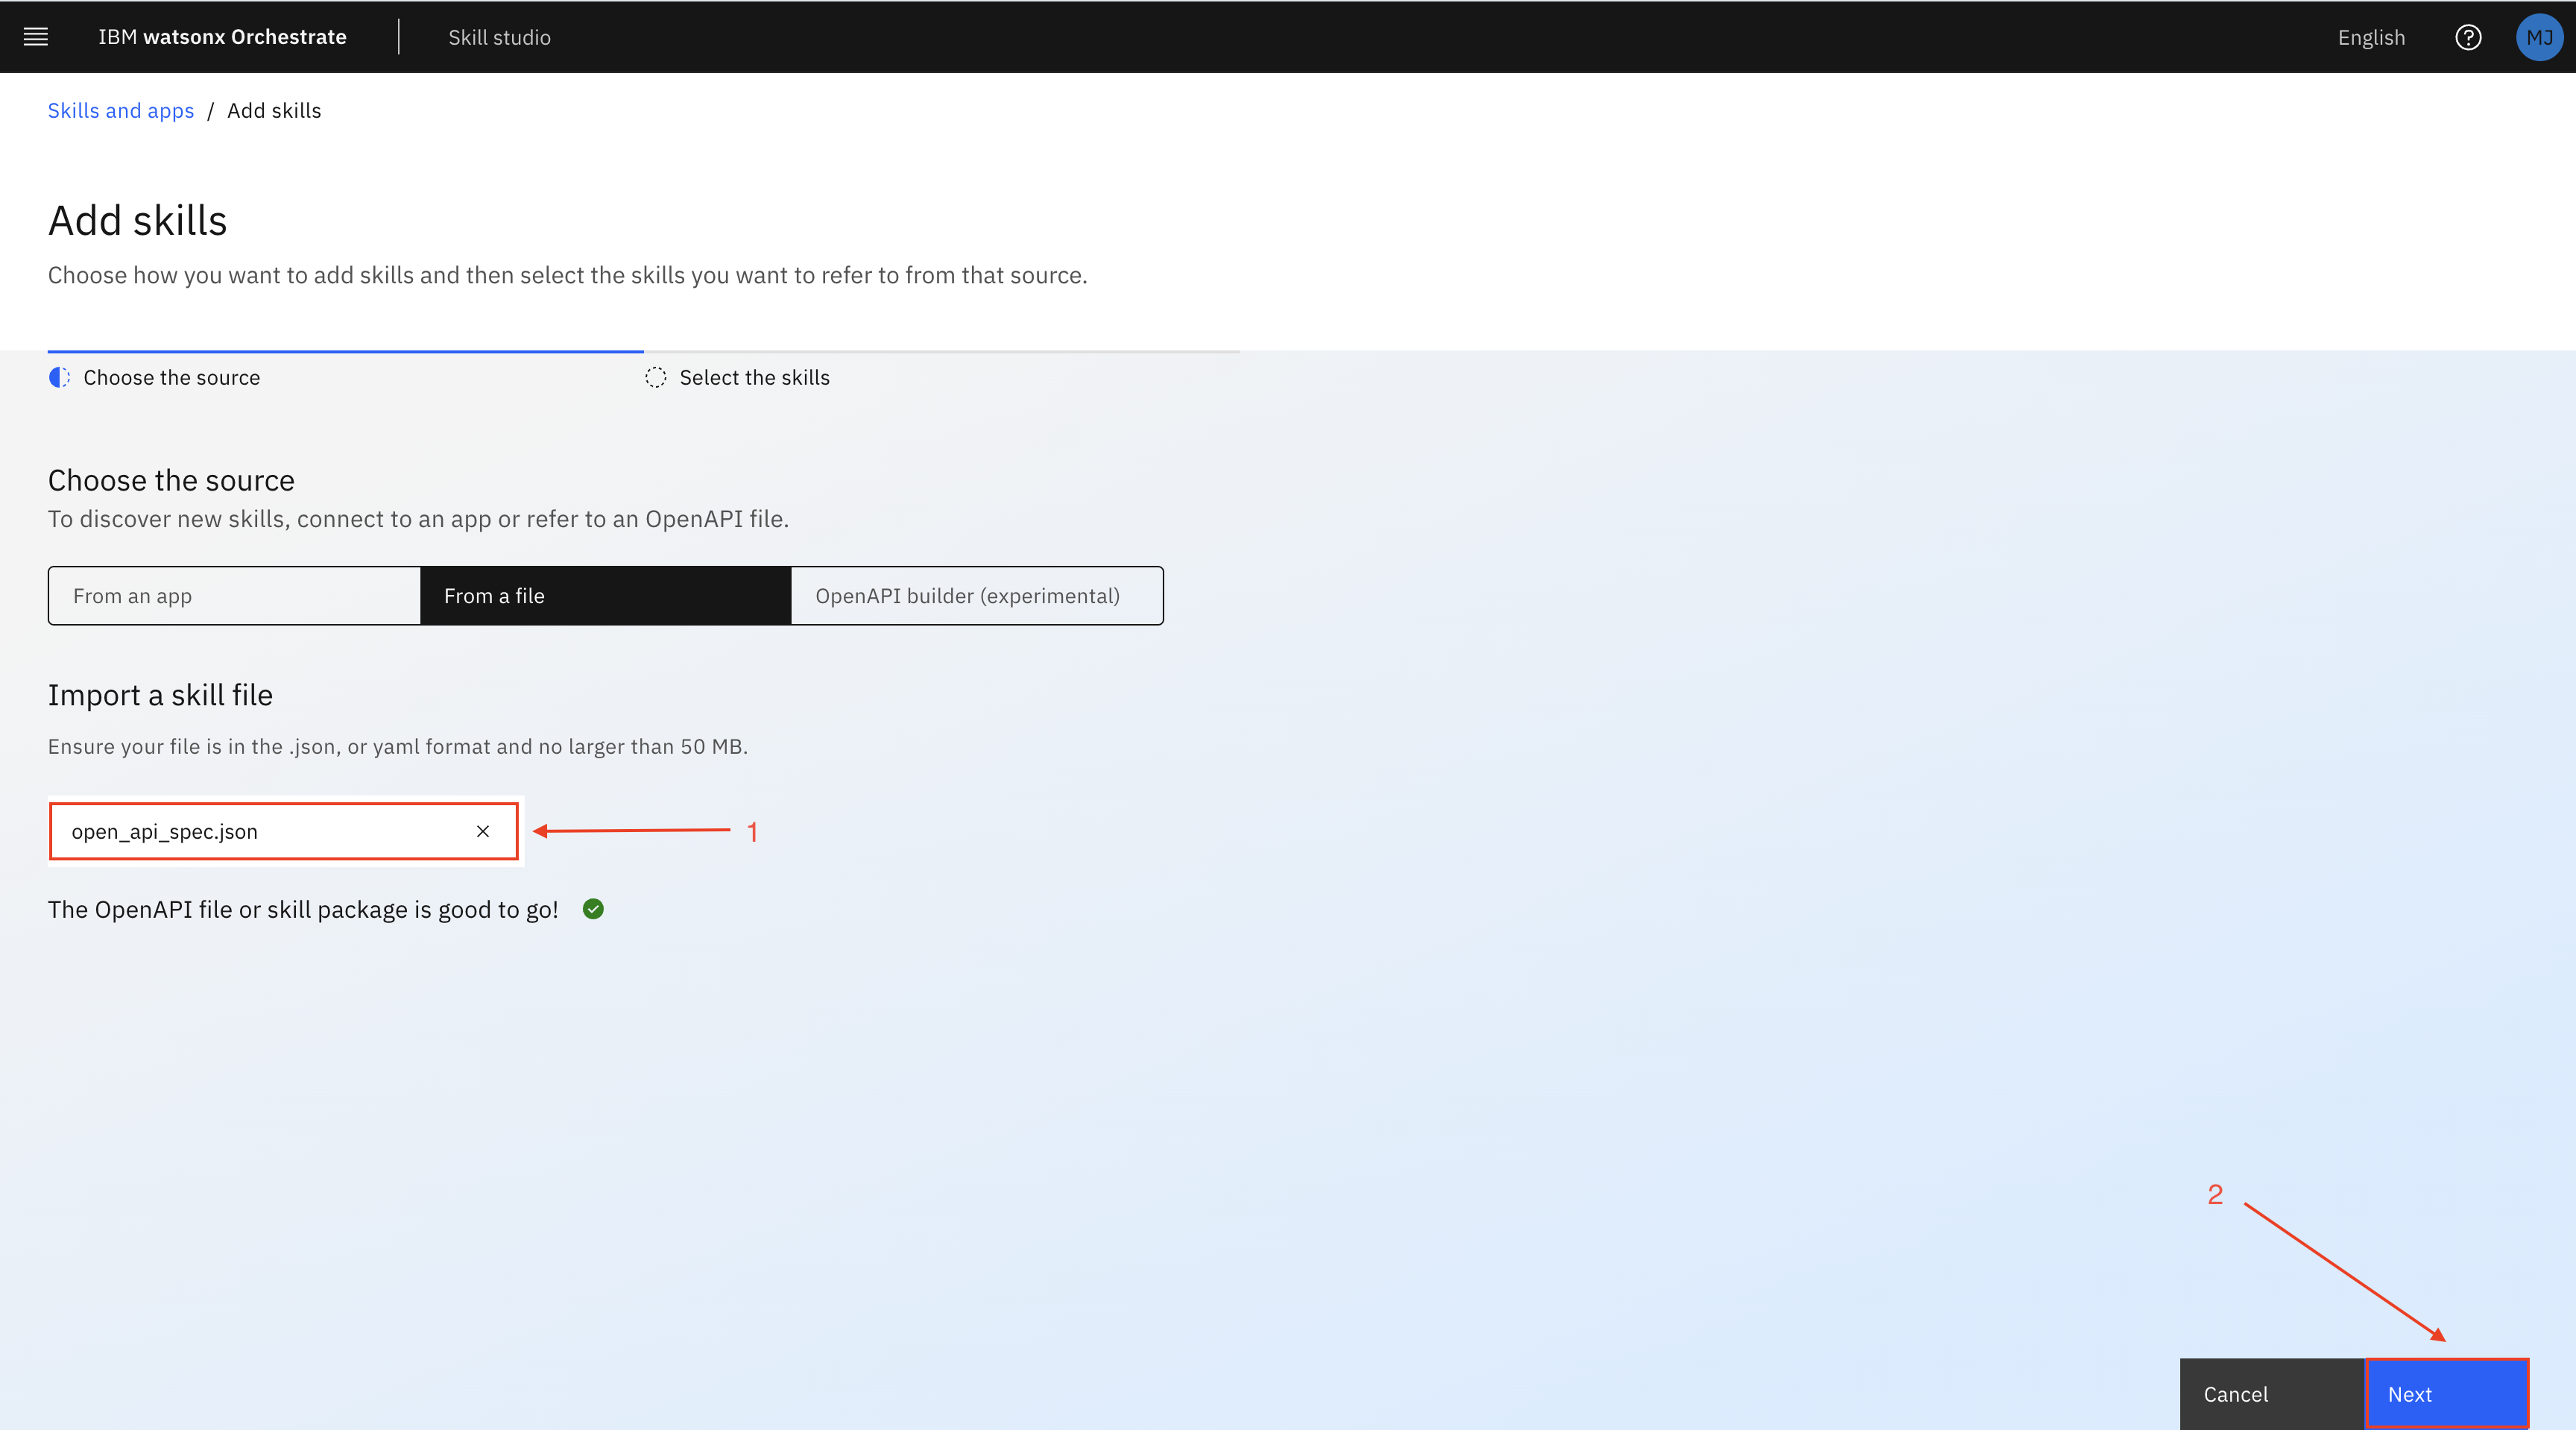 IBM watsonx Orchestrate
Skill studio
English
MJ
Skills and apps / Add skills
Add skills
Choose how you want to add skills and then select the skills you want to refer to from that source.
Choose the source
Select the skills
Choose the source
To discover new skills, connect to an app or refer to an OpenAPI file.
From an app
From a file
OpenAPI builder (experimental)
Import a skill file
Ensure your file is in the .json, or yaml format and no larger than 50 MB.
open_api_spec.json
1
The OpenAPI file or skill package is good to go!
2
Cancel
Next